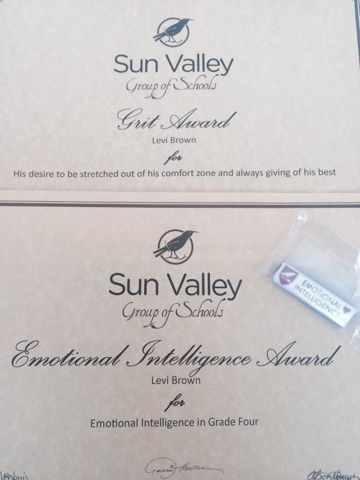 Sun Valley
Group of Schools
Grit Award
Levi Brown
for
His desire to be stretched out of his comfort zone and always giving of his best
Sun Valley
Group of Schools
EMOTIONAL
INTELLIGENCE
Emotional Intelligence Award
Levi Brown
for
Emotional Intelligence in Grade Four